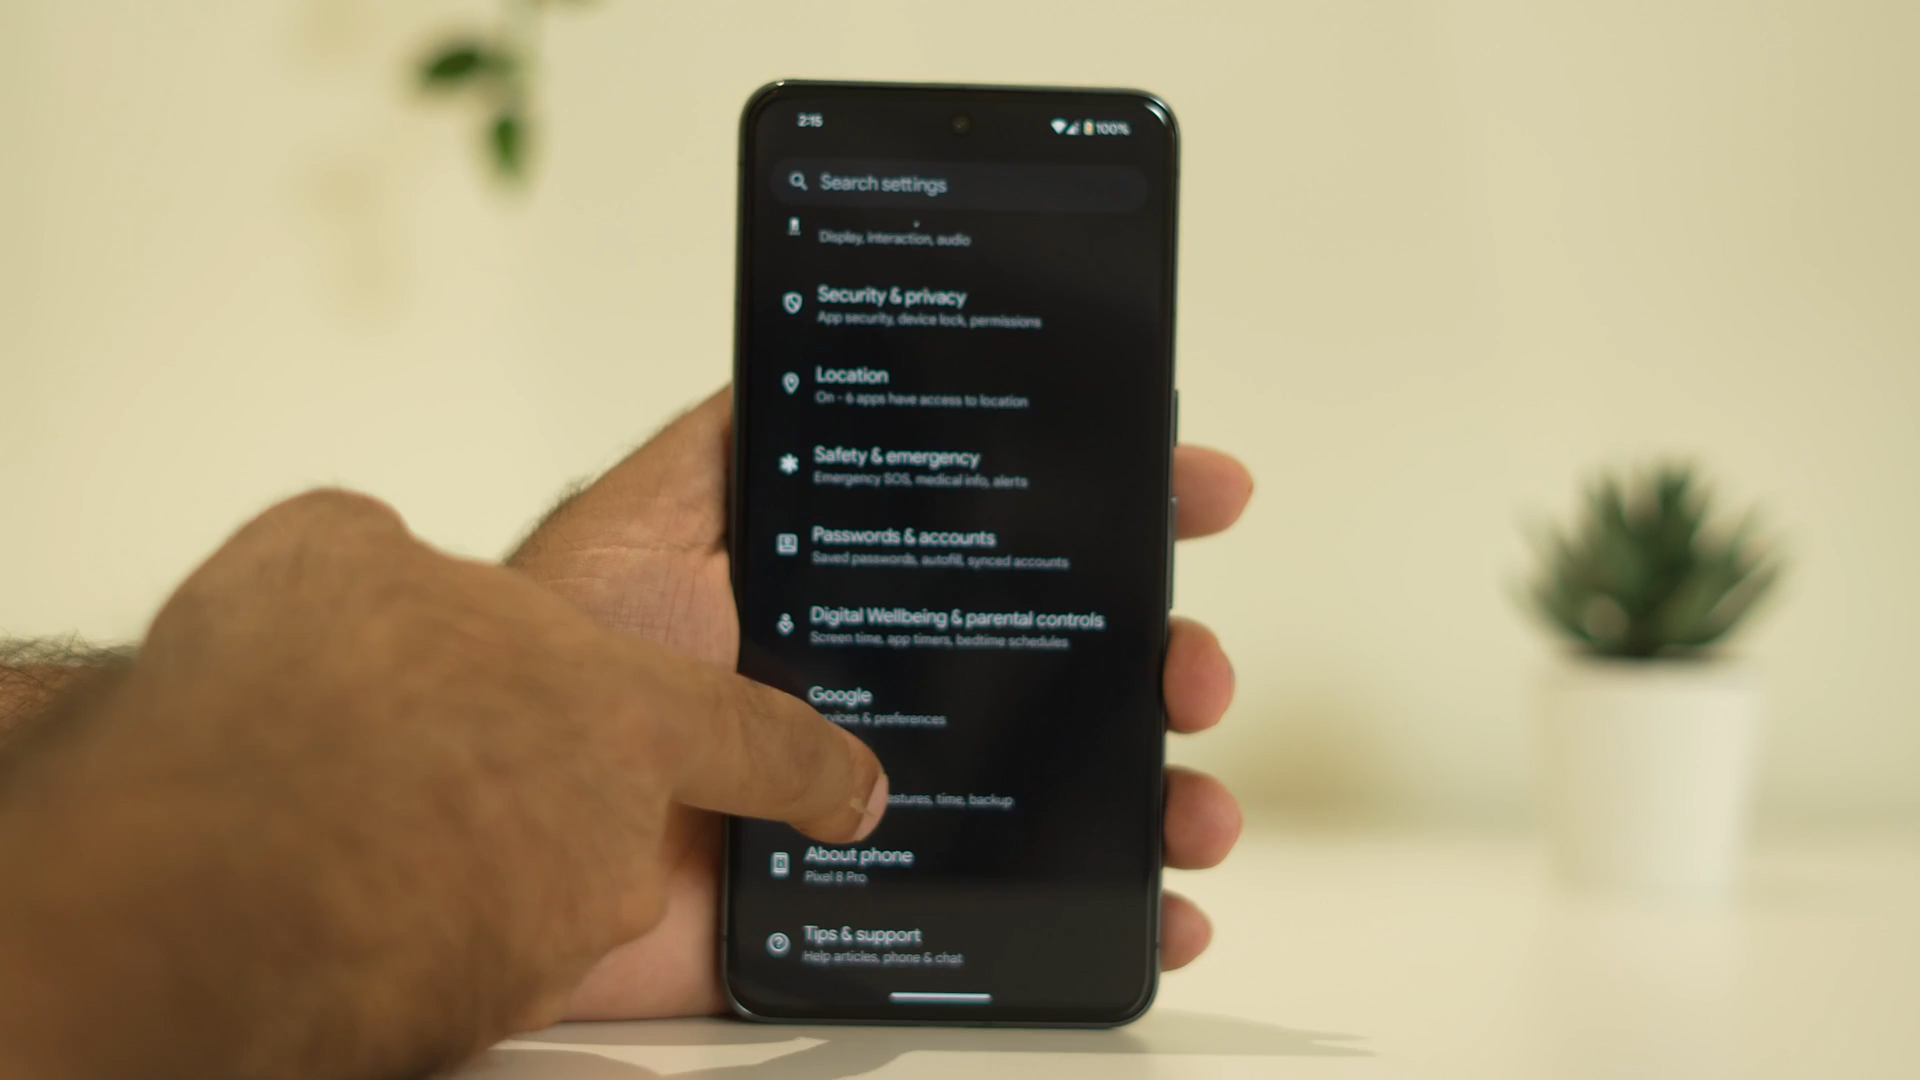 2:15
100%
Search settings
Display, interaction, audio
Security & privacy
App security, device lock, permissions
Location
On - 6 apps have access to location
Safety & emergency
Emergency SOS, medical info, alerts
Passwords & accounts
Saved passwords, autofill, synced accounts
Digital Wellbeing & parental controls
Screen time, app timers, bedtime schedules
Google
& preferences
time, backup
About phone
Pixel 8 Pro
Tips & support
Help articles, phone & chat